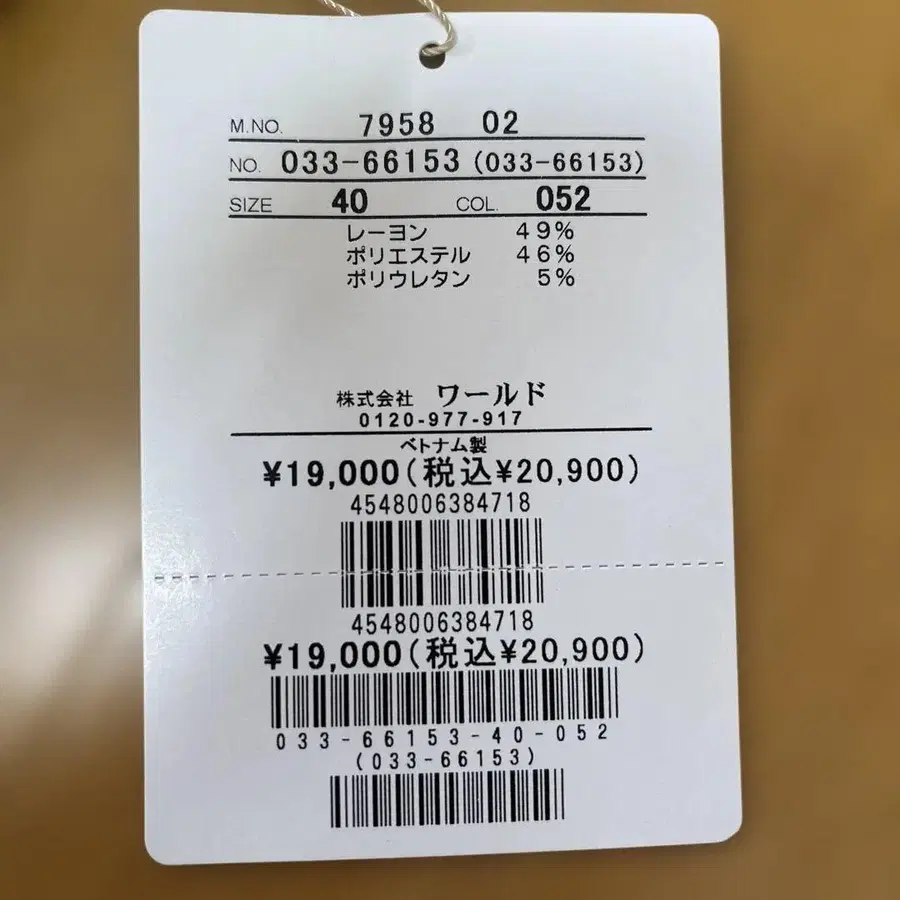 M.NO. 7958 02
NO. 033-66153 (033-66153)
SIZE 40 COL. 052
レーヨン 49%
ポリエステル 46%
ポリウレタン 5%
株式会社 ワールド
0120-977-917
ベトナム製
¥19,000(税込¥20,900)
4548006384718
4548006384718
¥19,000(税込¥20,900)
033-66153-40-052
(033-66153)